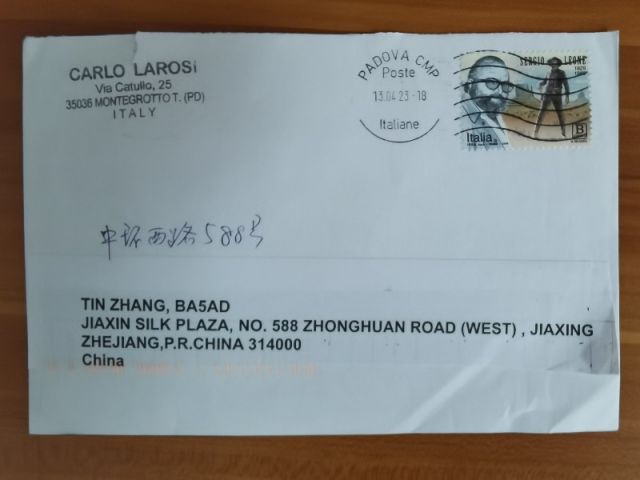 CARLO LAROSI
Via Catullo, 25
35036 MONTEGROTTO T. (PD)
ITALY
PADOVA CMP
Poste
13.04.23-18
Italiane
SERGIO LEONE
Italia
B
中环西路588号
TIN ZHANG, BA5AD
JIAXIN SILK PLAZA, NO. 588 ZHONGHUAN ROAD (WEST) , JIAXING
ZHEJIANG,P.R.CHINA 314000
China